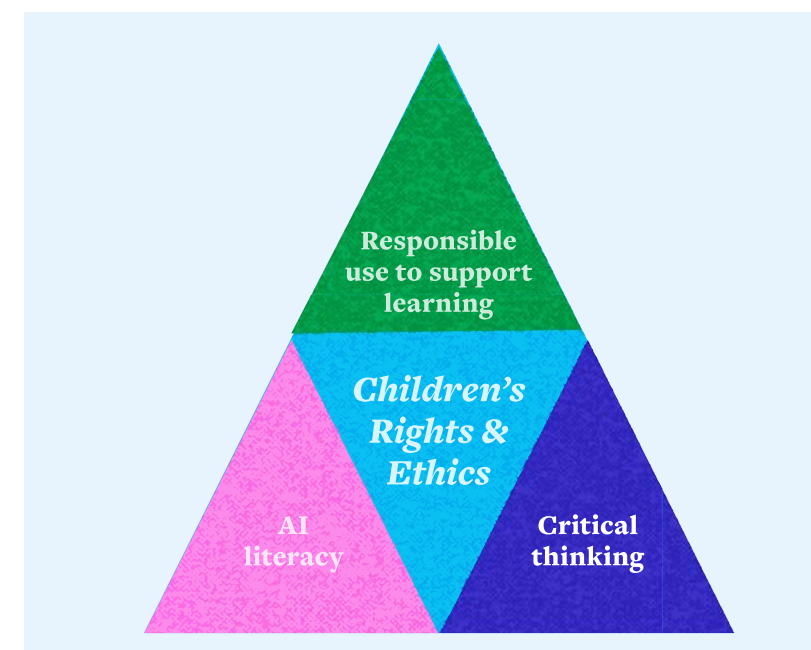 Responsible
use to support
learning
Children’s
Rights &
Ethics
AI
literacy
Critical
thinking